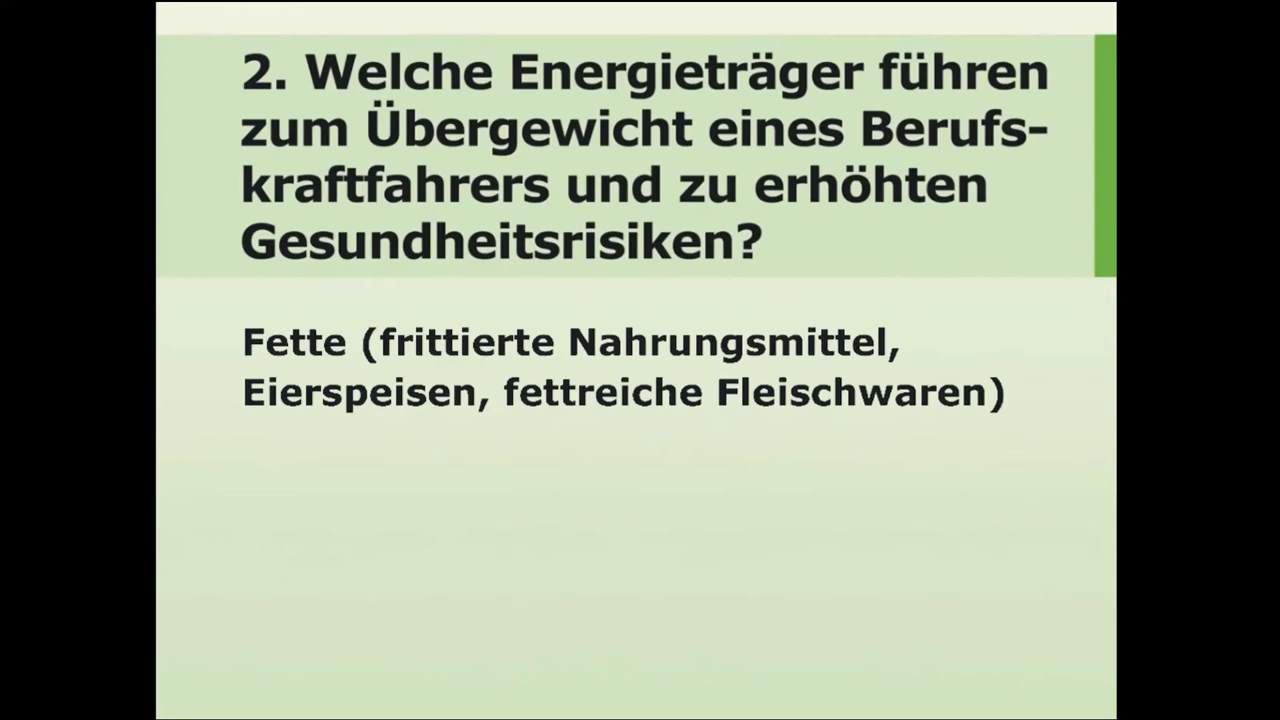 2. Welche Energieträger führen
zum Übergewicht eines Berufs-
kraftfahrers und zu erhöhten
Gesundheitsrisiken?
Fette (frittierte Nahrungsmittel,
Eierspeisen, fettreiche Fleischwaren)